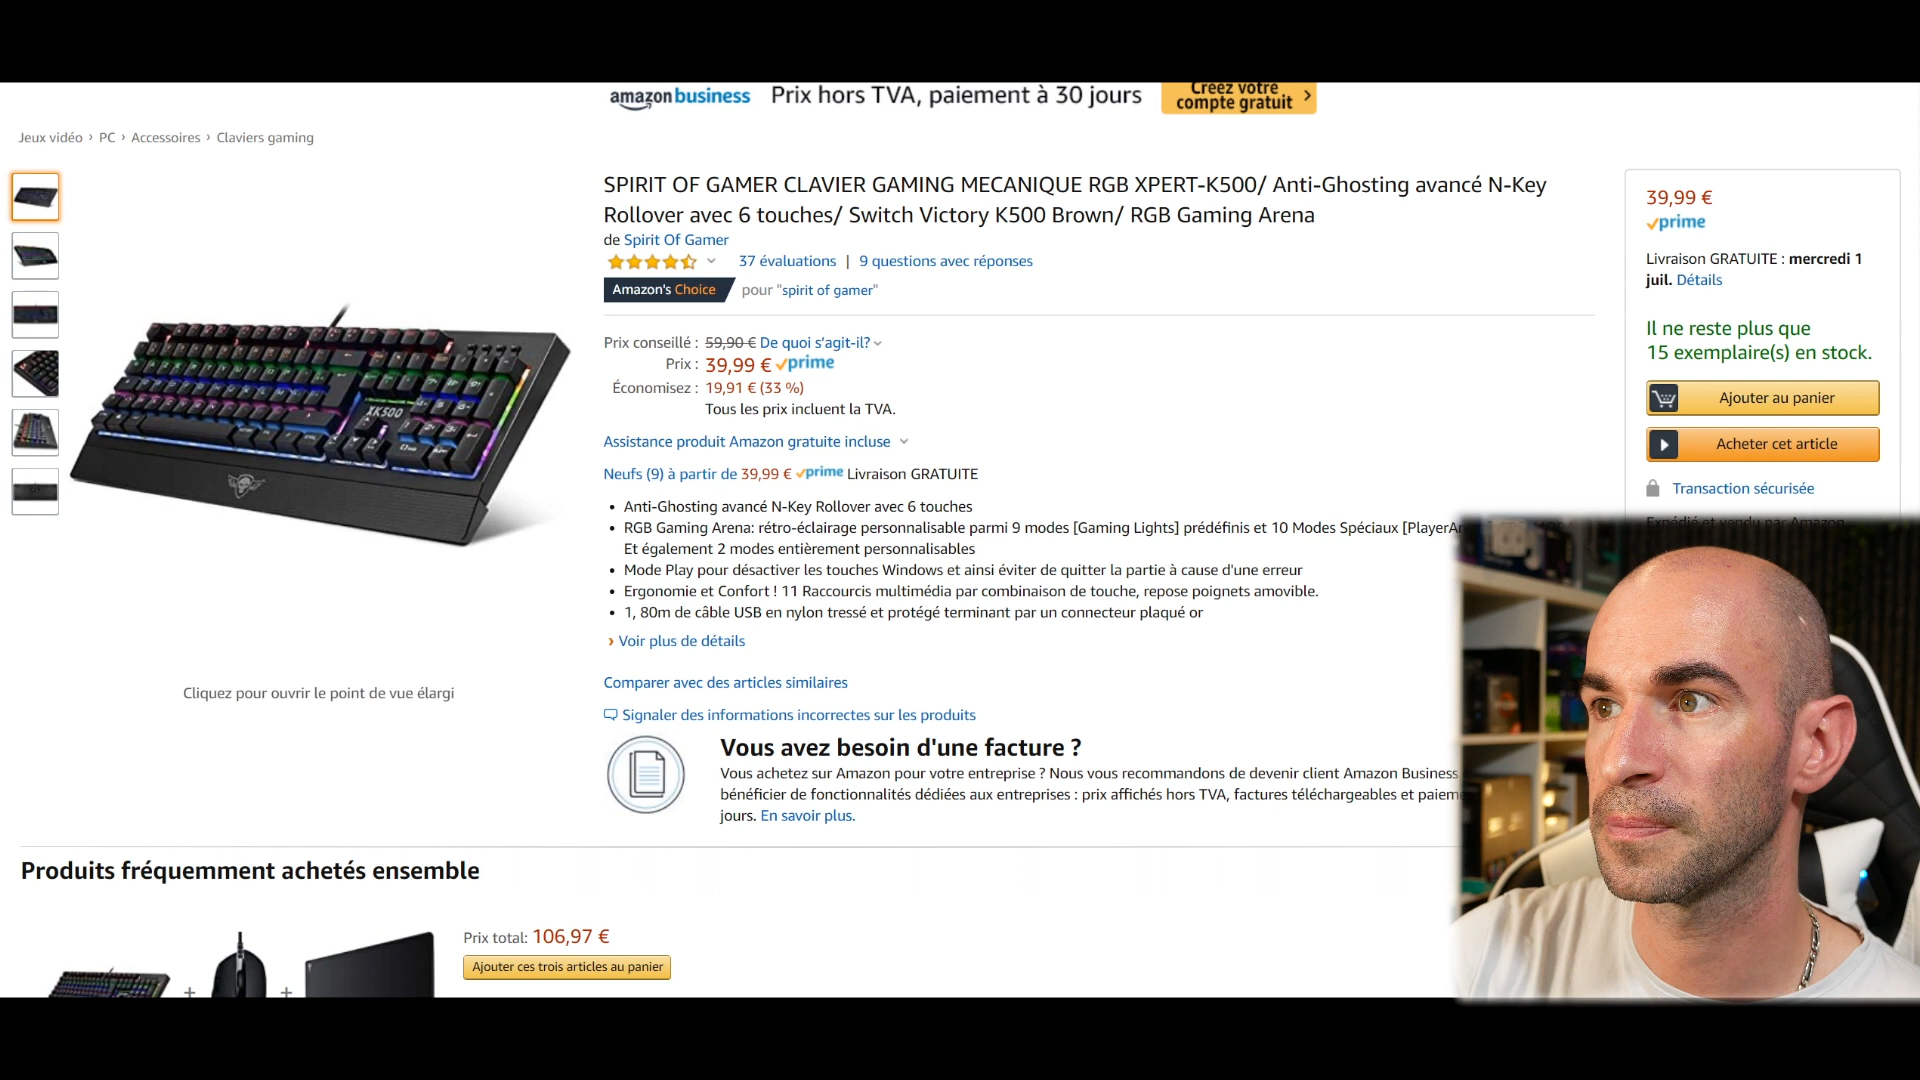 amazon business Prix hors TVA, paiement à 30 jours
Créez votre
compte gratuit
Jeux vidéo › PC › Accessoires › Claviers gaming
SPIRIT OF GAMER CLAVIER GAMING MECANIQUE RGB XPERT-K500/ Anti-Ghosting avancé N-Key
Rollover avec 6 touches/ Switch Victory K500 Brown/ RGB Gaming Arena
de Spirit Of Gamer
37 évaluations | 9 questions avec réponses
Amazon's Choice pour "spirit of gamer"
Prix conseillé : 59,90 € De quoi s’agit-il?
Prix : 39,99 € prime
Économisez : 19,91 € (33 %)
Tous les prix incluent la TVA.
Assistance produit Amazon gratuite incluse
Neufs (9) à partir de 39,99 € prime Livraison GRATUITE
• Anti-Ghosting avancé N-Key Rollover avec 6 touches
• RGB Gaming Arena: rétro-éclairage personnalisable parmi 9 modes [Gaming Lights] prédéfinis et 10 Modes Spéciaux
Et également 2 modes entièrement personnalisables
• Mode Play pour désactiver les touches Windows et ainsi éviter de quitter la partie à cause d'une erreur
• Ergonomie et Confort ! 11 Raccourcis multimédia par combinaison de touche, repose poignets amovible.
• 1, 80m de câble USB en nylon tressé et protégé terminant par un connecteur plaqué or
› Voir plus de détails
Comparer avec des articles similaires
Signaler des informations incorrectes sur les produits
Vous avez besoin d'une facture ?
Vous achetez sur Amazon pour votre entreprise ? Nous vous recommandons de devenir client Amazon Business
bénéficier de fonctionnalités dédiées aux entreprises : prix affichés hors TVA, factures téléchargeables et
jours. En savoir plus.
39,99 €
prime
Livraison GRATUITE : mercredi 1
juil. Détails
Il ne reste plus que
15 exemplaire(s) en stock.
Ajouter au panier
Acheter cet article
Transaction sécurisée
Expédié et vendu par Amazon
XK500
Cliquez pour ouvrir le point de vue élargi
Produits fréquemment achetés ensemble
+ +
Prix total: 106,97 €
Ajouter ces trois articles au panier